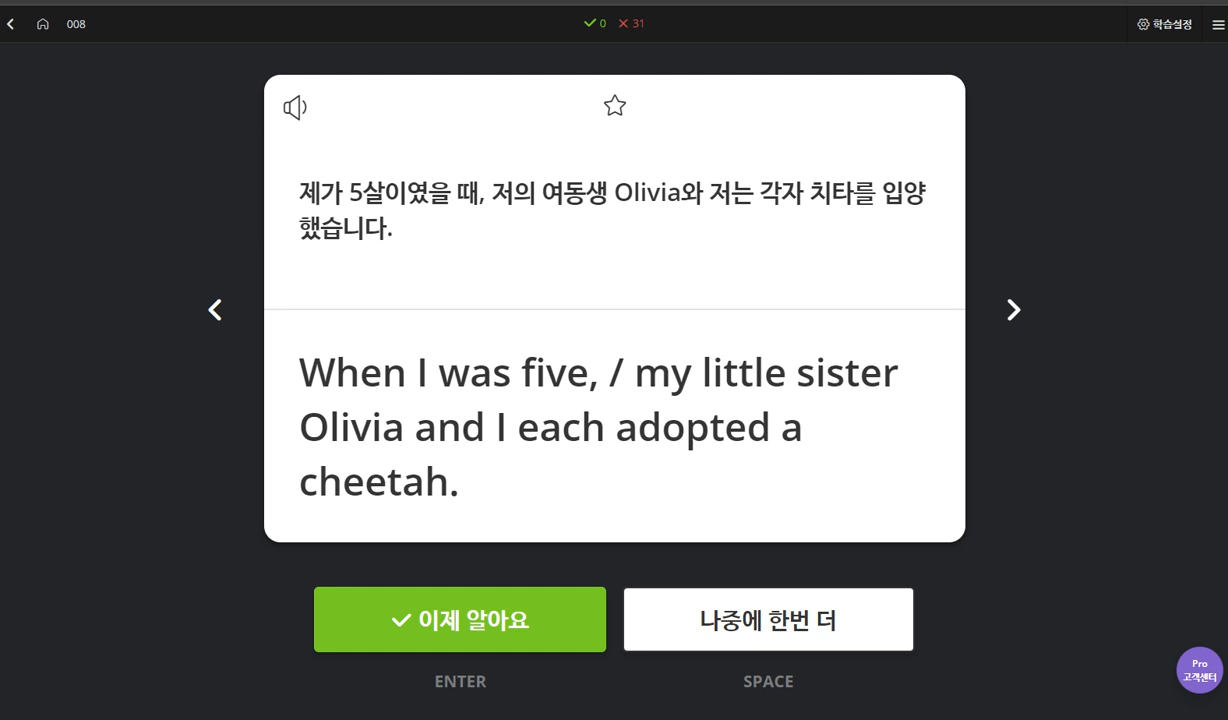 008
0
31
학습설정
제가 5살이였을 때, 저의 여동생 Olivia와 저는 각자 치타를 입양
했습니다.
When I was five, / my little sister
Olivia and I each adopted a
cheetah.
이제 알아요
나중에 한번 더
ENTER
SPACE
Pro
고객센터